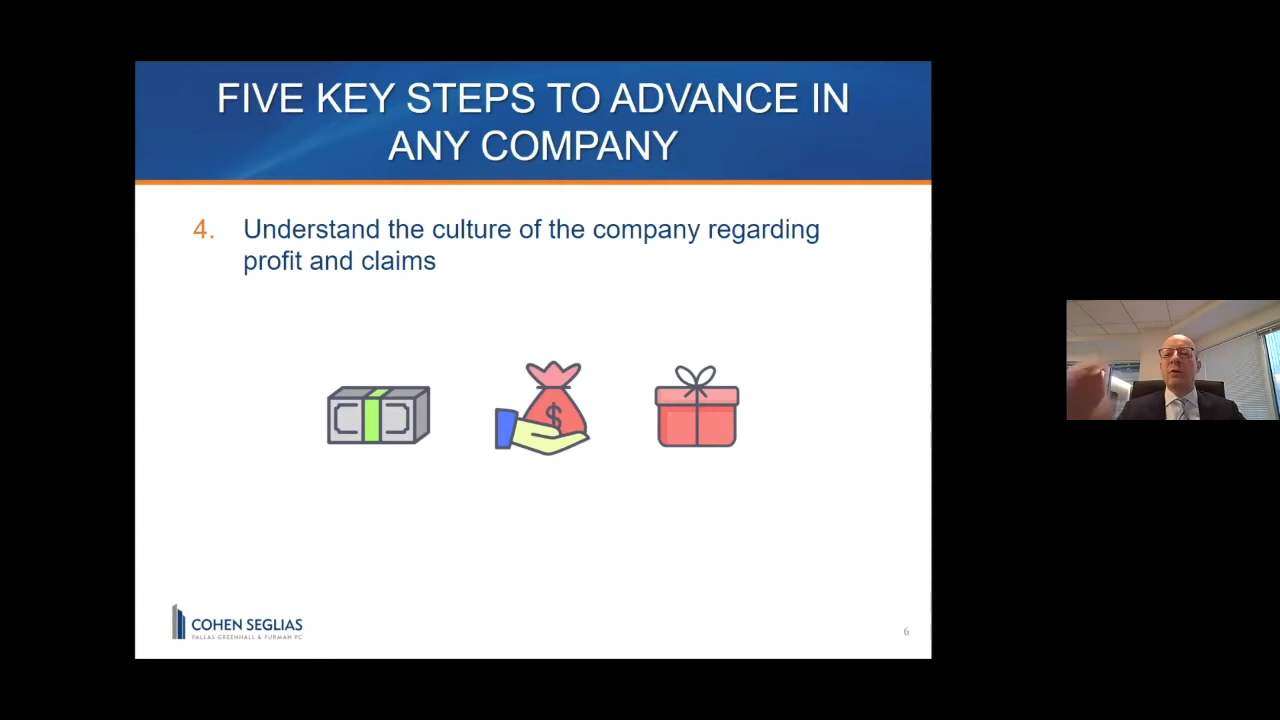 FIVE KEY STEPS TO ADVANCE IN
ANY COMPANY
4. Understand the culture of the company regarding
profit and claims
$
COHEN SEGLIAS
PALLAS GREENHALL & FURMAN PC
6